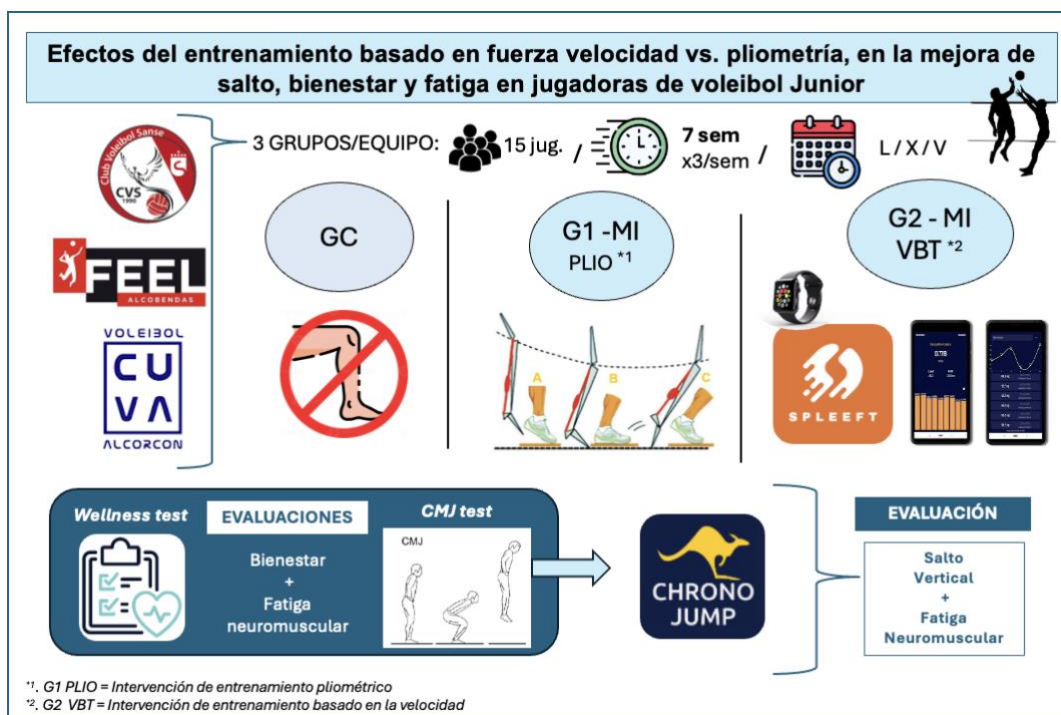 Efectos del entrenamiento basado en fuerza velocidad vs. pliometría, en la mejora de
salto, bienestar y fatiga en jugadoras de voleibol Junior
Club Voleibol Sanse
CVS
1990
3 GRUPOS/EQUIPO:
15 jug. /
7 sem
x3/sem /
L / X / V
FEEL
ALCOBENDAS
VOLEIBOL
CU
VA
ALCORCON
GC
G1 -MI
PLIO *1
A
B
C
G2 - MI
VBT *2
SPLEEFT
Wellness test
EVALUACIONES
Bienestar
+
Fatiga
neuromuscular
CMJ test
CMJ
CHRONO
JUMP
EVALUACIÓN
Salto
Vertical
+
Fatiga
Neuromuscular
*1. G1 PLIO = Intervención de entrenamiento pliométrico
*2. G2 VBT = Intervención de entrenamiento basado en la velocidad